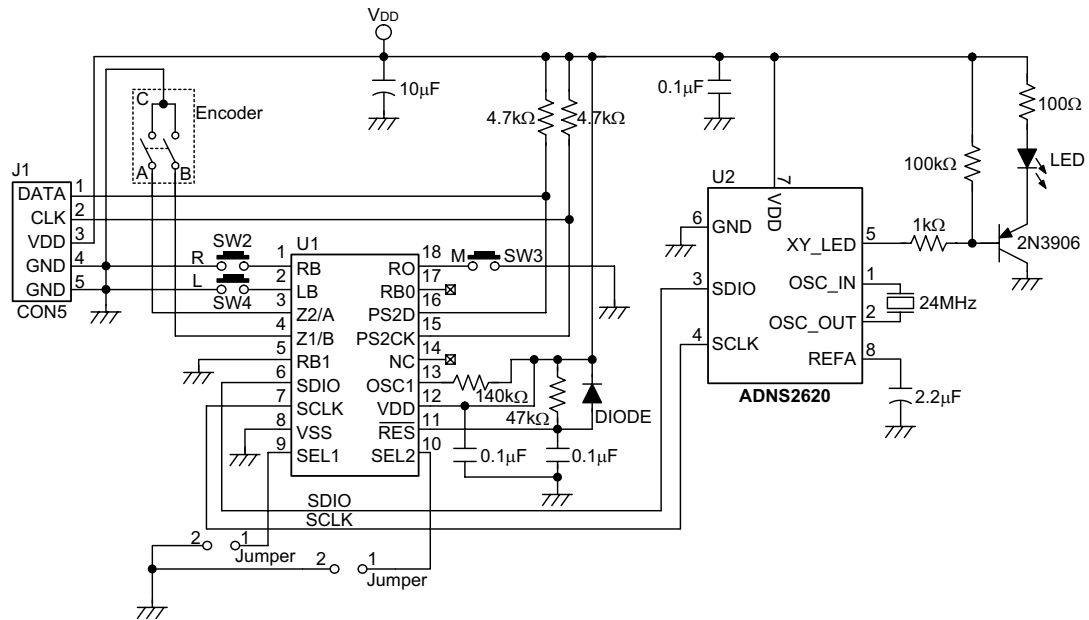 VDD
10µF
0.1µF
100Ω
C
Encoder
4.7kΩ
4.7kΩ
A
B
100kΩ
LED
J1
DATA 1
CLK 2
VDD 3
GND 4
GND 5
CON5
U2
7
VDD
6 GND
XY_LED 5
1kΩ
2N3906
R
SW2
L
SW4
U1
1 RB
2 LB
3 Z2/A
4 Z1/B
5 RB1
6 SDIO
7 SCLK
8 VSS
9 SEL1
RO 18
RB0 17
PS2D 16
PS2CK 15
NC 14
OSC1 13
VDD 12
RES 11
SEL2 10
M
SW3
3 SDIO
OSC_IN 1
24MHz
OSC_OUT 2
4 SCLK
REFA 8
ADNS2620
2.2µF
140kΩ
47kΩ
DIODE
0.1µF
0.1µF
SDIO
SCLK
2
1
Jumper
2
1
Jumper